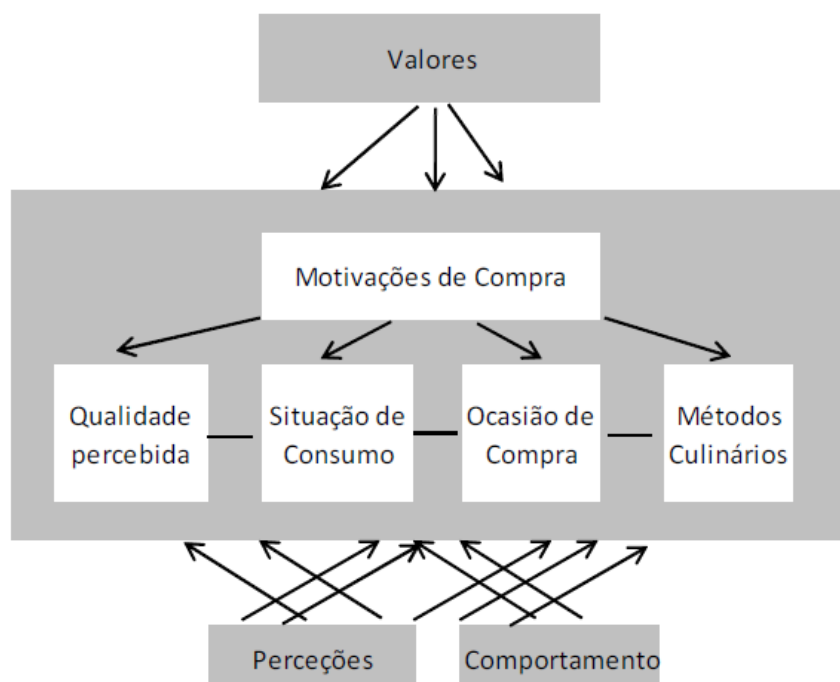 Valores
Motivações de Compra
Qualidade
percebida
Situação de
Consumo
Ocasião de
Compra
Métodos
Culinários
Perceções
Comportamento